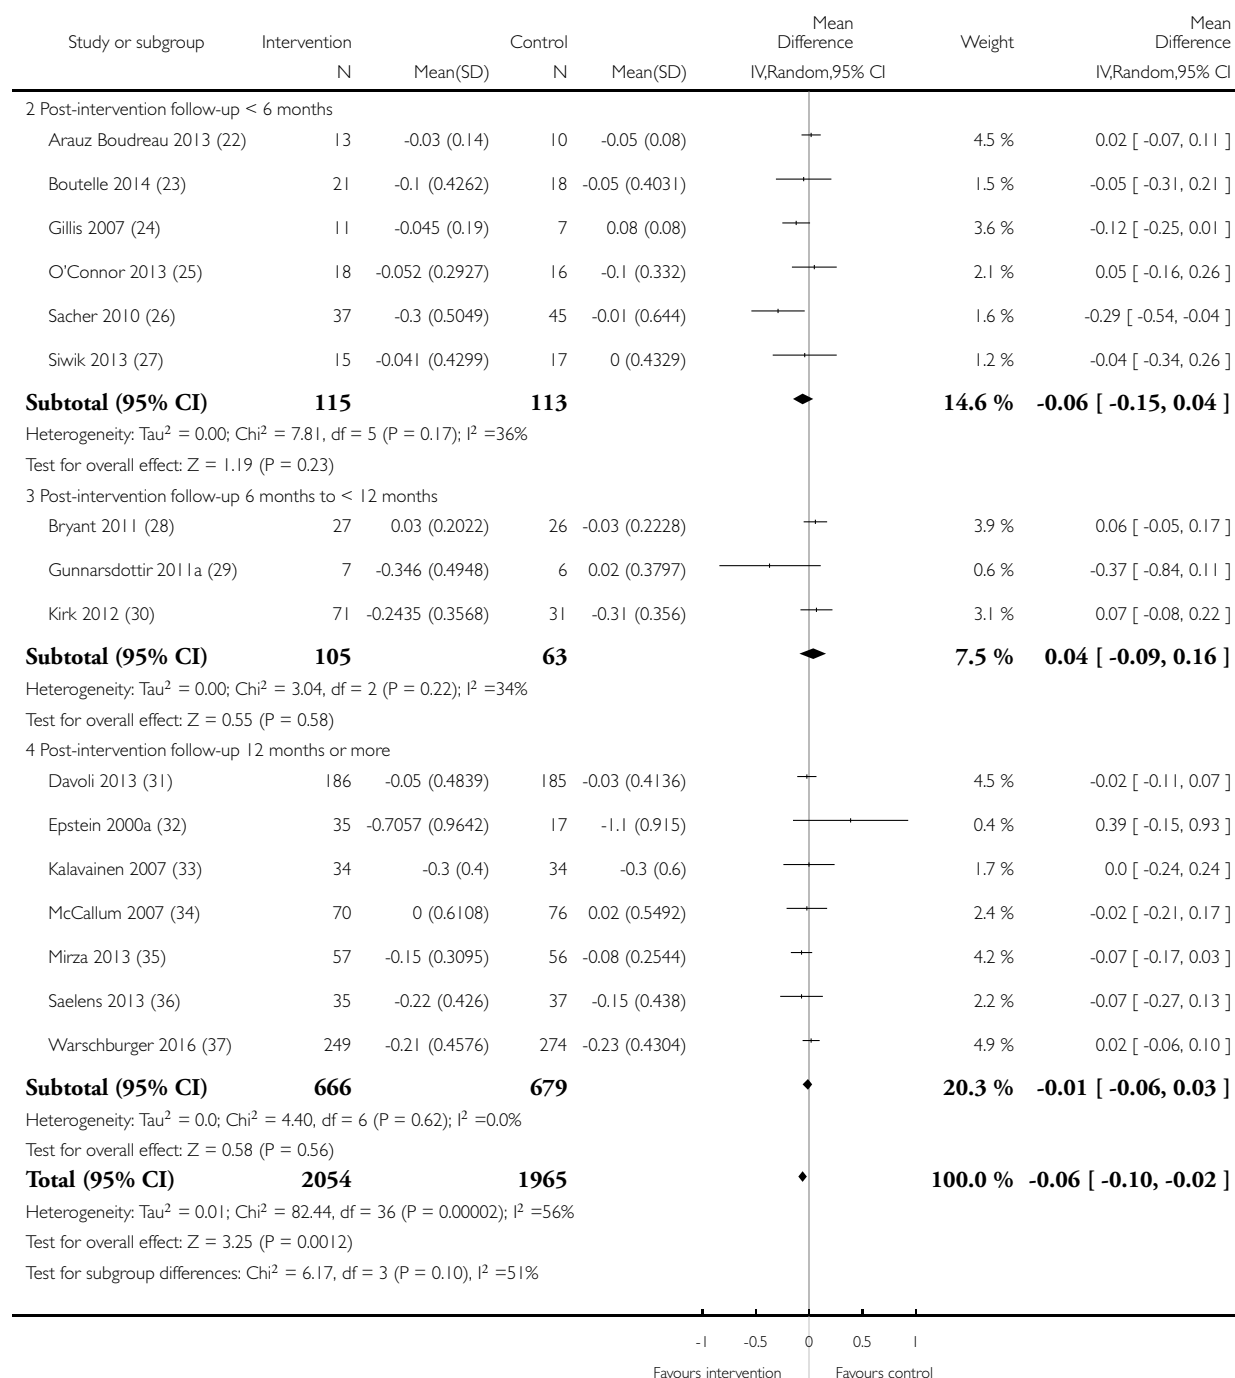 Study or subgroup Intervention Control Mean Difference Weight Mean Difference
N Mean(SD) N Mean(SD) IV,Random,95% CI IV,Random,95% CI
2 Post-intervention follow-up < 6 months
Arauz Boudreau 2013 (22) 13 -0.03 (0.14) 10 -0.05 (0.08) 4.5 % 0.02 [ -0.07, 0.11 ]
Boutelle 2014 (23) 21 -0.1 (0.4262) 18 -0.05 (0.4031) 1.5 % -0.05 [ -0.31, 0.21 ]
Gillis 2007 (24) 11 -0.045 (0.19) 7 0.08 (0.08) 3.6 % -0.12 [ -0.25, 0.01 ]
O'Connor 2013 (25) 18 -0.052 (0.2927) 16 -0.1 (0.332) 2.1 % 0.05 [ -0.16, 0.26 ]
Sacher 2010 (26) 37 -0.3 (0.5049) 45 -0.01 (0.644) 1.6 % -0.29 [ -0.54, -0.04 ]
Siwik 2013 (27) 15 -0.041 (0.4299) 17 0 (0.4329) 1.2 % -0.04 [ -0.34, 0.26 ]
Subtotal (95% CI) 115 113 14.6 % -0.06 [ -0.15, 0.04 ]
Heterogeneity: Tau² = 0.00; Chi² = 7.81, df = 5 (P = 0.17); I² =36%
Test for overall effect: Z = 1.19 (P = 0.23)
3 Post-intervention follow-up 6 months to < 12 months
Bryant 2011 (28) 27 0.03 (0.2022) 26 -0.03 (0.2228) 3.9 % 0.06 [ -0.05, 0.17 ]
Gunnarsdottir 2011a (29) 7 -0.346 (0.4948) 6 0.02 (0.3797) 0.6 % -0.37 [ -0.84, 0.11 ]
Kirk 2012 (30) 71 -0.2435 (0.3568) 31 -0.31 (0.356) 3.1 % 0.07 [ -0.08, 0.22 ]
Subtotal (95% CI) 105 63 7.5 % 0.04 [ -0.09, 0.16 ]
Heterogeneity: Tau² = 0.00; Chi² = 3.04, df = 2 (P = 0.22); I² =34%
Test for overall effect: Z = 0.55 (P = 0.58)
4 Post-intervention follow-up 12 months or more
Davoli 2013 (31) 186 -0.05 (0.4839) 185 -0.03 (0.4136) 4.5 % -0.02 [ -0.11, 0.07 ]
Epstein 2000a (32) 35 -0.7057 (0.9642) 17 -1.1 (0.915) 0.4 % 0.39 [ -0.15, 0.93 ]
Kalavainen 2007 (33) 34 -0.3 (0.4) 34 -0.3 (0.6) 1.7 % 0.0 [ -0.24, 0.24 ]
McCallum 2007 (34) 70 0 (0.6108) 76 0.02 (0.5492) 2.4 % -0.02 [ -0.21, 0.17 ]
Mirza 2013 (35) 57 -0.15 (0.3095) 56 -0.08 (0.2544) 4.2 % -0.07 [ -0.17, 0.03 ]
Saelens 2013 (36) 35 -0.22 (0.426) 37 -0.15 (0.438) 2.2 % -0.07 [ -0.27, 0.13 ]
Warschburger 2016 (37) 249 -0.21 (0.4576) 274 -0.23 (0.4304) 4.9 % 0.02 [ -0.06, 0.10 ]
Subtotal (95% CI) 666 679 20.3 % -0.01 [ -0.06, 0.03 ]
Heterogeneity: Tau² = 0.0; Chi² = 4.40, df = 6 (P = 0.62); I² =0.0%
Test for overall effect: Z = 0.58 (P = 0.56)
Total (95% CI) 2054 1965 100.0 % -0.06 [ -0.10, -0.02 ]
Heterogeneity: Tau² = 0.01; Chi² = 82.44, df = 36 (P = 0.00002); I² =56%
Test for overall effect: Z = 3.25 (P = 0.0012)
Test for subgroup differences: Chi² = 6.17, df = 3 (P = 0.10), I² =51%
-1 -0.5 0 0.5 1
Favours intervention Favours control